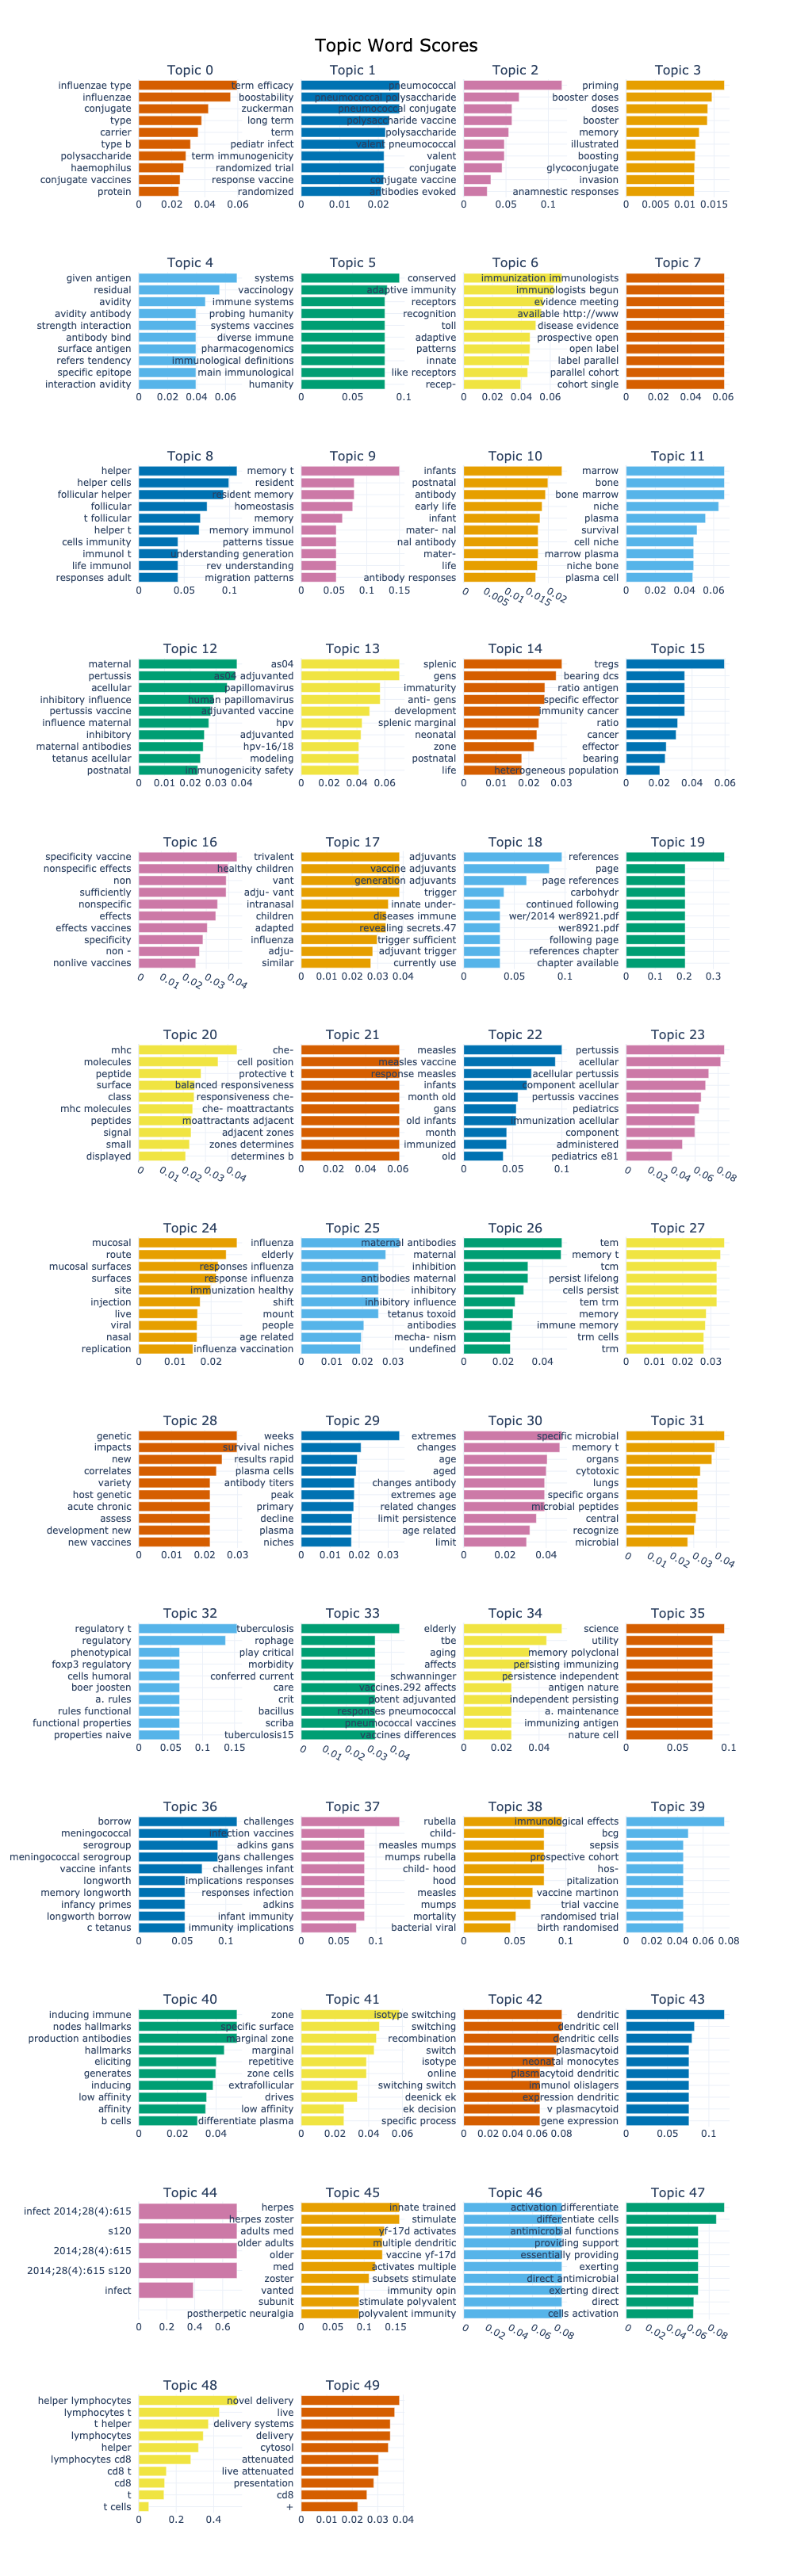 Topic Word Scores
Topic 0
influenzae type
influenzae
conjugate
type
carrier
type b
polysaccharide
haemophilus
conjugate vaccines
protein
0 0.02 0.04 0.06
Topic 1
term efficacy
boostability
zuckerman
long term
term
pediatr infect
term immunogenicity
randomized trial
response vaccine
randomized
0 0.01 0.02
Topic 2
pneumococcal
pneumococcal polysaccharide
pneumococcal conjugate
polysaccharide vaccine
polysaccharide
valent pneumococcal
valent
conjugate
conjugate vaccine
antibodies evoked
0 0.05 0.1
Topic 3
priming
booster doses
doses
booster
memory
illustrated
boosting
glycoconjugate
invasion
anamnestic responses
0 0.005 0.01 0.015
Topic 4
given antigen
residual
avidity
avidity antibody
strength interaction
antibody bind
surface antigen
refers tendency
specific epitope
interaction avidity
0 0.02 0.04 0.06
Topic 5
systems
vaccinology
immune systems
probing humanity
systems vaccines
diverse immune
pharmacogenomics
immunological definitions
main immunological
humanity
0 0.05 0.1
Topic 6
conserved
adaptive immunity
receptors
recognition
toll
adaptive
patterns
innate
like receptors
recep-
0 0.02 0.04 0.06
Topic 7
immunization immunologists
immunologists begun
evidence meeting
available http://www
disease evidence
prospective open
open label
label parallel
parallel cohort
cohort single
0 0.02 0.04 0.06
Topic 8
helper
helper cells
follicular helper
follicular
t follicular
helper t
cells immunity
immunol t
life immunol
responses adult
0 0.05 0.1
Topic 9
memory t
resident
resident memory
homeostasis
memory
memory immunol
patterns tissue
understanding generation
rev understanding
migration patterns
0 0.05 0.1 0.15
Topic 10
infants
postnatal
antibody
early life
infant
mater- nal
nal antibody
mater-
life
antibody responses
0 0.005 0.01 0.015 0.02
Topic 11
marrow
bone
bone marrow
niche
plasma
survival
cell niche
marrow plasma
niche bone
plasma cell
0 0.02 0.04 0.06
Topic 12
maternal
pertussis
acellular
inhibitory influence
pertussis vaccine
influence maternal
inhibitory
maternal antibodies
tetanus acellular
postnatal
0 0.01 0.02 0.03 0.04
Topic 13
as04
as04 adjuvanted
papillomavirus
human papillomavirus
adjuvanted vaccine
hpv
adjuvanted
hpv-16/18
modeling
immunogenicity safety
0 0.02 0.04 0.06
Topic 14
splenic
gens
immaturity
anti- gens
development
splenic marginal
neonatal
zone
postnatal
life
0 0.01 0.02 0.03
Topic 15
tregs
bearing dcs
ratio antigen
specific effector
immunity cancer
ratio
cancer
effector
bearing
heterogeneous population
0 0.02 0.04 0.06
Topic 16
specificity vaccine
nonspecific effects
non
sufficiently
nonspecific
effects
effects vaccines
specificity
non -
nonlive vaccines
0 0.01 0.02 0.03 0.04
Topic 17
trivalent
healthy children
vant
adju- vant
intranasal
children
adapted
influenza
adju-
similar
0 0.01 0.02 0.03 0.04
Topic 18
adjuvants
vaccine adjuvants
generation adjuvants
trigger
innate under-
diseases immune
revealing secrets.47
trigger sufficient
adjuvant trigger
currently use
0 0.05 0.1
Topic 19
references
page
page references
carbohydr
continued following
wer/2014 wer8921.pdf
wer8921.pdf
following page
references chapter
chapter available
0 0.1 0.2 0.3
Topic 20
mhc
molecules
peptide
surface
class
mhc molecules
peptides
signal
small
displayed
0 0.01 0.02 0.03 0.04
Topic 21
che-
cell position
protective t
balanced responsiveness
responsiveness che-
che- moattractants
moattractants adjacent
adjacent zones
zones determines
determines b
0 0.02 0.04 0.06
Topic 22
measles
measles vaccine
response measles
infants
month old
gans
old infants
month
immunized
old
0 0.05 0.1
Topic 23
pertussis
acellular
acellular pertussis
component acellular
pertussis vaccines
pediatrics
immunization acellular
component
administered
pediatrics e81
0 0.02 0.04 0.06 0.08
Topic 24
mucosal
route
mucosal surfaces
surfaces
site
injection
live
viral
nasal
replication
0 0.01 0.02
Topic 25
influenza
elderly
responses influenza
response influenza
immunization healthy
shift
mount
people
age related
influenza vaccination
0 0.01 0.02 0.03
Topic 26
maternal antibodies
maternal
inhibition
antibodies maternal
inhibitory
inhibitory influence
tetanus toxoid
antibodies
mecha- nism
undefined
0 0.02 0.04
Topic 27
tem
memory t
tcm
persist lifelong
cells persist
tem trm
memory
immune memory
trm cells
trm
0 0.01 0.02 0.03
Topic 28
genetic
impacts
new
correlates
variety
host genetic
acute chronic
assess
development new
new vaccines
0 0.01 0.02 0.03
Topic 29
weeks
survival niches
results rapid
plasma cells
antibody titers
peak
primary
decline
plasma
niches
0 0.01 0.02 0.03
Topic 30
extremes
changes
age
aged
changes antibody
extremes age
related changes
limit persistence
age related
limit
0 0.02 0.04
Topic 31
specific microbial
memory t
organs
cytotoxic
lungs
specific organs
microbial peptides
central
recognize
microbial
0 0.01 0.02 0.03 0.04
Topic 32
regulatory t
regulatory
phenotypical
foxp3 regulatory
cells humoral
boer joosten
a. rules
rules functional
functional properties
properties naive
0 0.05 0.1 0.15
Topic 33
tuberculosis
rophage
play critical
morbidity
conferred current
care
crit
bacillus
scriba
tuberculosis15
0 0.01 0.02 0.03 0.04
Topic 34
elderly
tbe
aging
affects
schwanninger
vaccines.292 affects
potent adjuvanted
responses pneumococcal
pneumococcal vaccines
vaccines differences
0 0.02 0.04
Topic 35
science
utility
memory polyclonal
persisting immunizing
persistence independent
antigen nature
independent persisting
a. maintenance
immunizing antigen
nature cell
0 0.05 0.1
Topic 36
borrow
meningococcal
serogroup
meningococcal serogroup
vaccine infants
longworth
memory longworth
infancy primes
longworth borrow
c tetanus
0 0.05 0.1
Topic 37
challenges
infection vaccines
adkins gans
gans challenges
challenges infant
implications responses
responses infection
adkins
infant immunity
immunity implications
0 0.05 0.1
Topic 38
rubella
child-
measles mumps
mumps rubella
child- hood
hood
measles
mumps
mortality
bacterial viral
0 0.05 0.1
Topic 39
immunological effects
bcg
sepsis
prospective cohort
hos-
pitalization
vaccine martinon
trial vaccine
randomised trial
birth randomised
0 0.02 0.04 0.06 0.08
Topic 40
inducing immune
nodes hallmarks
production antibodies
hallmarks
eliciting
generates
inducing
low affinity
affinity
b cells
0 0.02 0.04
Topic 41
zone
specific surface
marginal zone
marginal
repetitive
zone cells
extrafollicular
drives
low affinity
differentiate plasma
0 0.02 0.04 0.06
Topic 42
isotype switching
switching
recombination
switch
isotype
online
switching switch
deenick ek
ek decision
specific process
0 0.02 0.04 0.06 0.08
Topic 43
dendritic
dendritic cell
dendritic cells
plasmacytoid
neonatal monocytes
plasmacytoid dendritic
immunol olislagers
expression dendritic
v plasmacytoid
gene expression
0 0.05 0.1
Topic 44
infect 2014;28(4):615
s120
2014;28(4):615
2014;28(4):615 s120
infect
0 0.2 0.4 0.6
Topic 45
herpes
herpes zoster
adults med
older adults
older
med
zoster
vanted
subunit
postherpetic neuralgia
0 0.05 0.1 0.15
Topic 46
innate trained
stimulate
yf-17d activates
multiple dendritic
vaccine yf-17d
activates multiple
subsets stimulate
immunity opin
stimulate polyvalent
polyvalent immunity
0 0.02 0.04 0.06 0.08
Topic 47
activation differentiate
differentiate cells
antimicrobial functions
providing support
essentially providing
exerting
direct antimicrobial
exerting direct
direct
cells activation
0 0.02 0.04 0.06 0.08
Topic 48
helper lymphocytes
lymphocytes t
t helper
lymphocytes
helper
lymphocytes cd8
cd8 t
cd8
t
t cells
0 0.2 0.4
Topic 49
novel delivery
live
delivery systems
delivery
cytosol
attenuated
live attenuated
presentation
cd8
+
0 0.01 0.02 0.03 0.04